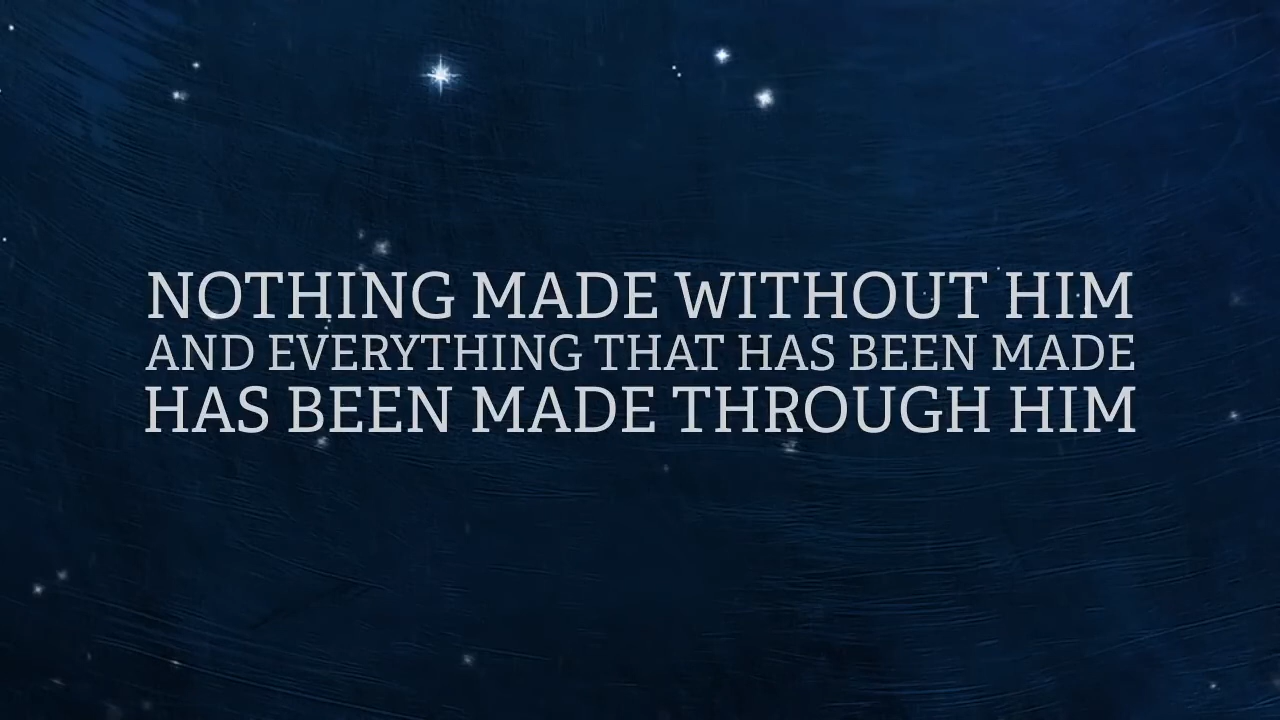 NOTHING MADE WITHOUT HIM
AND EVERYTHING THAT HAS BEEN MADE
HAS BEEN MADE THROUGH HIM